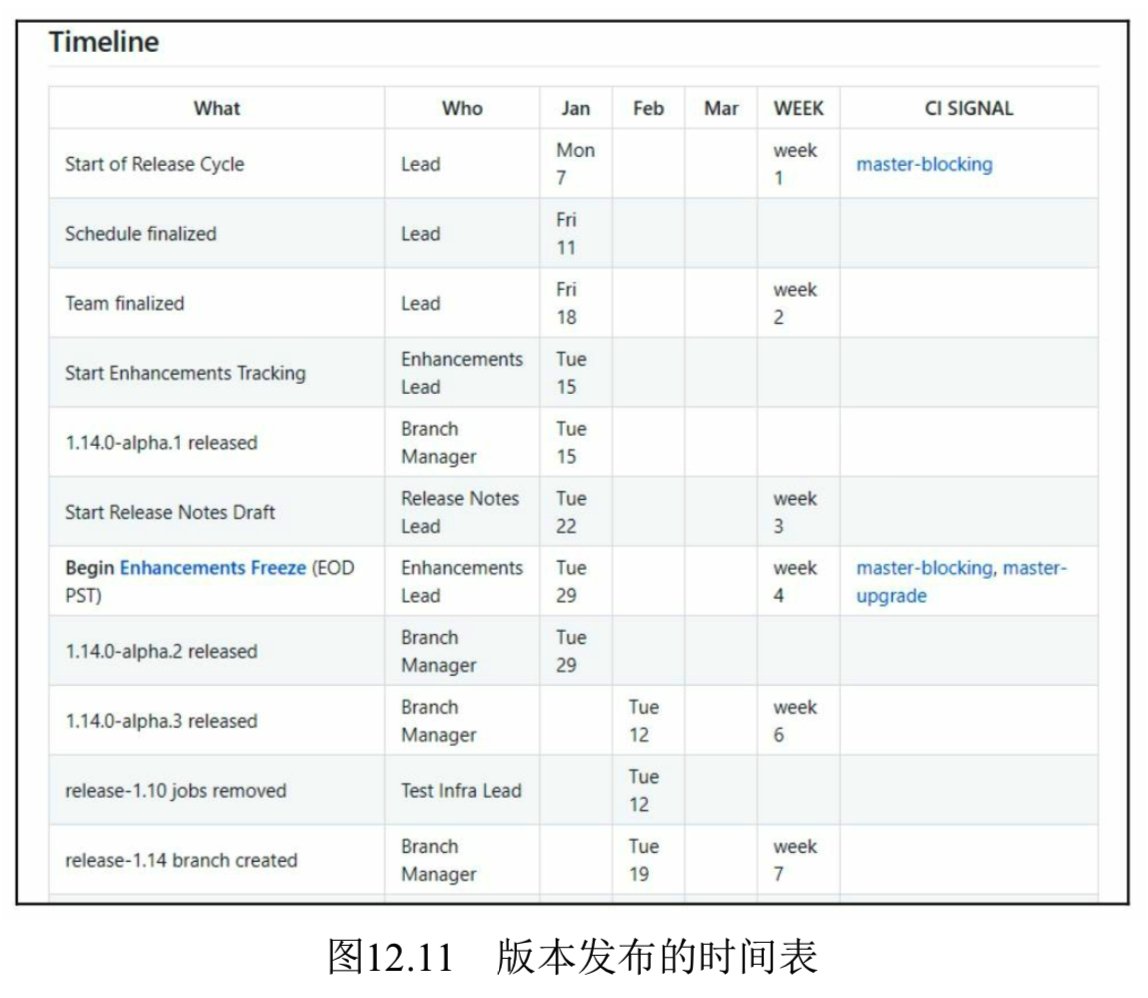 Timeline
What Who Jan Feb Mar WEEK CI SIGNAL
Start of Release Cycle Lead Mon 7 week 1 master-blocking
Schedule finalized Lead Fri 11
Team finalized Lead Fri 18 week 2
Start Enhancements Tracking Enhancements Lead Tue 15
1.14.0-alpha.1 released Branch Manager Tue 15
Start Release Notes Draft Release Notes Lead Tue 22 week 3
Begin Enhancements Freeze (EOD PST) Enhancements Lead Tue 29 week 4 master-blocking, master-upgrade
1.14.0-alpha.2 released Branch Manager Tue 29
1.14.0-alpha.3 released Branch Manager Tue 12 week 6
release-1.10 jobs removed Test Infra Lead Tue 12
release-1.14 branch created Branch Manager Tue 19 week 7
图12.11 版本发布的时间表